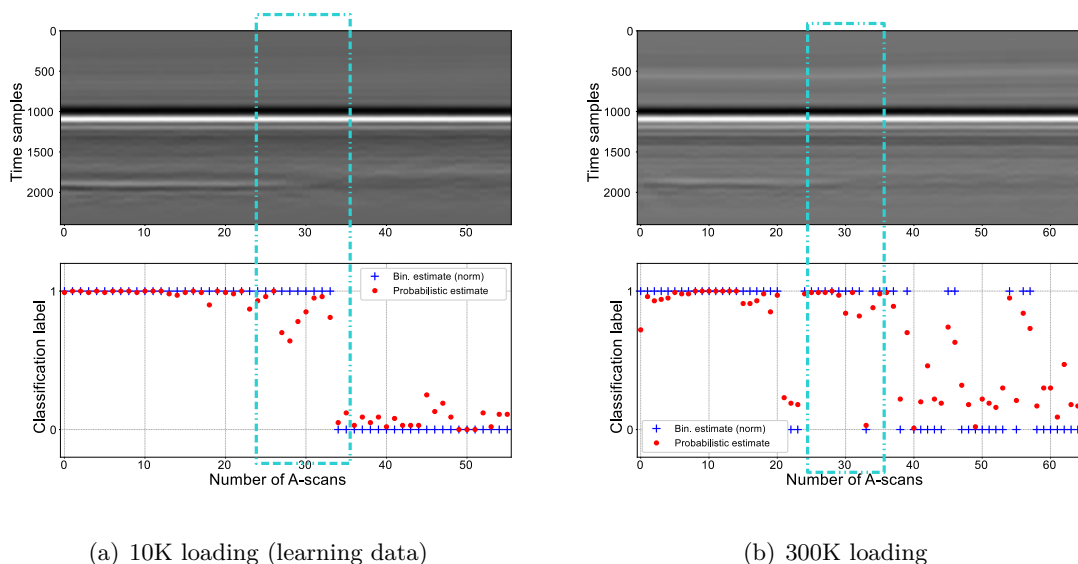 0
500
1000
1500
2000
Time samples
0 10 20 30 40 50
1
0
Classification label
Bin. estimate (norm)
Probabilistic estimate
0 10 20 30 40 50
Number of A-scans
(a) 10K loading (learning data)
0
500
1000
1500
2000
Time samples
0 10 20 30 40 50 60
1
0
Classification label
Bin. estimate (norm)
Probabilistic estimate
0 10 20 30 40 50 60
Number of A-scans
(b) 300K loading